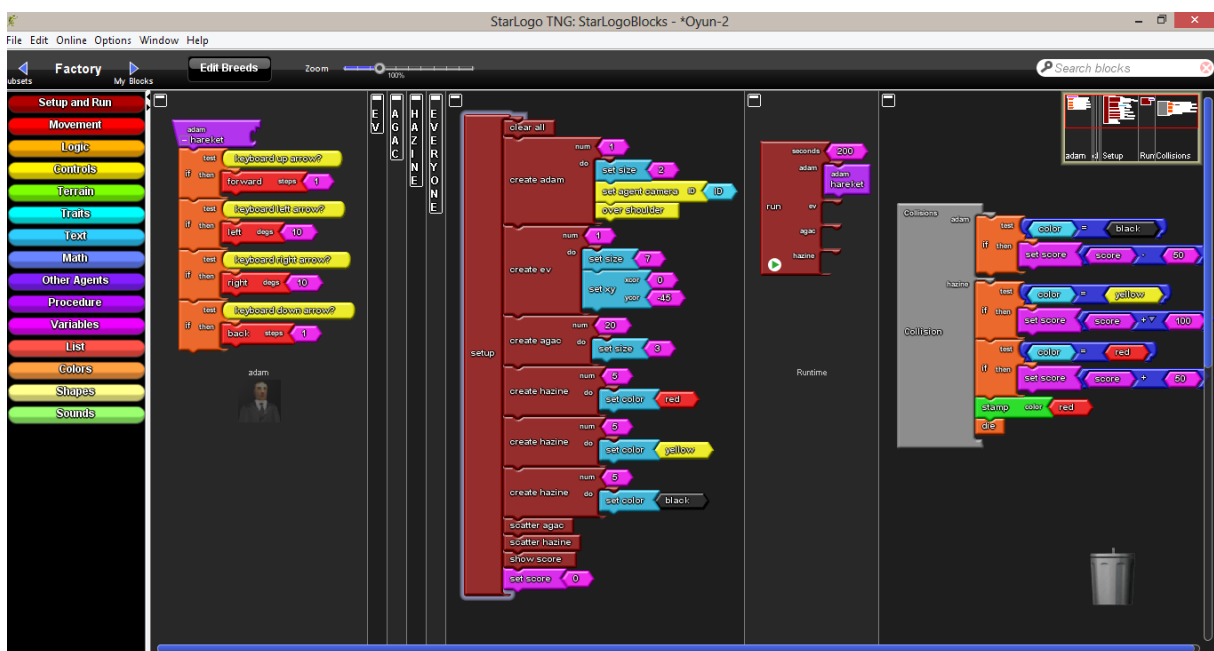 StarLogo TNG: StarLogoBlocks - *Oyun-2
File Edit Online Options Window Help
Factory
ubsets
My Blocks
Edit Breeds
Zoom
100%
Search blocks
Setup and Run
Movement
Logic
Controls
Terrain
Traits
Text
Math
Other Agents
Procedure
Variables
List
Colors
Shapes
Sounds
adam
- hareket
test keyboard up arrow?
if then
forward steps 1
test keyboard left arrow?
if then
left degs 10
test keyboard right arrow?
if then
right degs 10
test keyboard down arrow?
if then
back steps 1
adam
EV
AGAC
HAZINE
EVERYONE
setup
clear all
num 1
create adam do
set size 2
set agent camera ID ID
over shoulder
num 1
create ev do
set size 7
set xy
xcor 0
ycor -45
num 20
create agac do
set size 3
num 5
create hazine do
set color red
num 5
create hazine do
set color yellow
num 5
create hazine do
set color black
scatter agac
scatter hazine
show score
set score 0
run
seconds 200
adam
adam hareket
ev
agac
hazine
Runtime
Collisions
adam
test color = black
if then
set score score - 50
hazine
Collision
test color = yellow
if then
set score score + 100
test color = red
if then
set score score + 50
stamp color red
die
adam
Setup
Run
Collisions